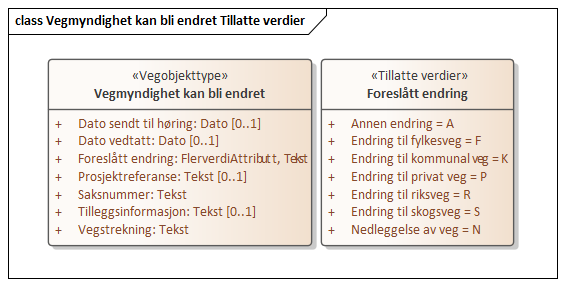 class Vegmyndighet kan bli endret Tillatte verdier
«Vegobjekttype»
Vegmyndighet kan bli endret
+ Dato sendt til høring: Dato [0..1]
+ Dato vedtatt: Dato [0..1]
+ Foreslått endring: FlerverdiAttributt, Tekst
+ Prosjektreferanse: Tekst [0..1]
+ Saksnummer: Tekst
+ Tilleggsinformasjon: Tekst [0..1]
+ Vegstrekning: Tekst
«Tillatte verdier»
Foreslått endring
+ Annen endring = A
+ Endring til fylkesveg = F
+ Endring til kommunal veg = K
+ Endring til privat veg = P
+ Endring til riksveg = R
+ Endring til skogsveg = S
+ Nedleggelse av veg = N